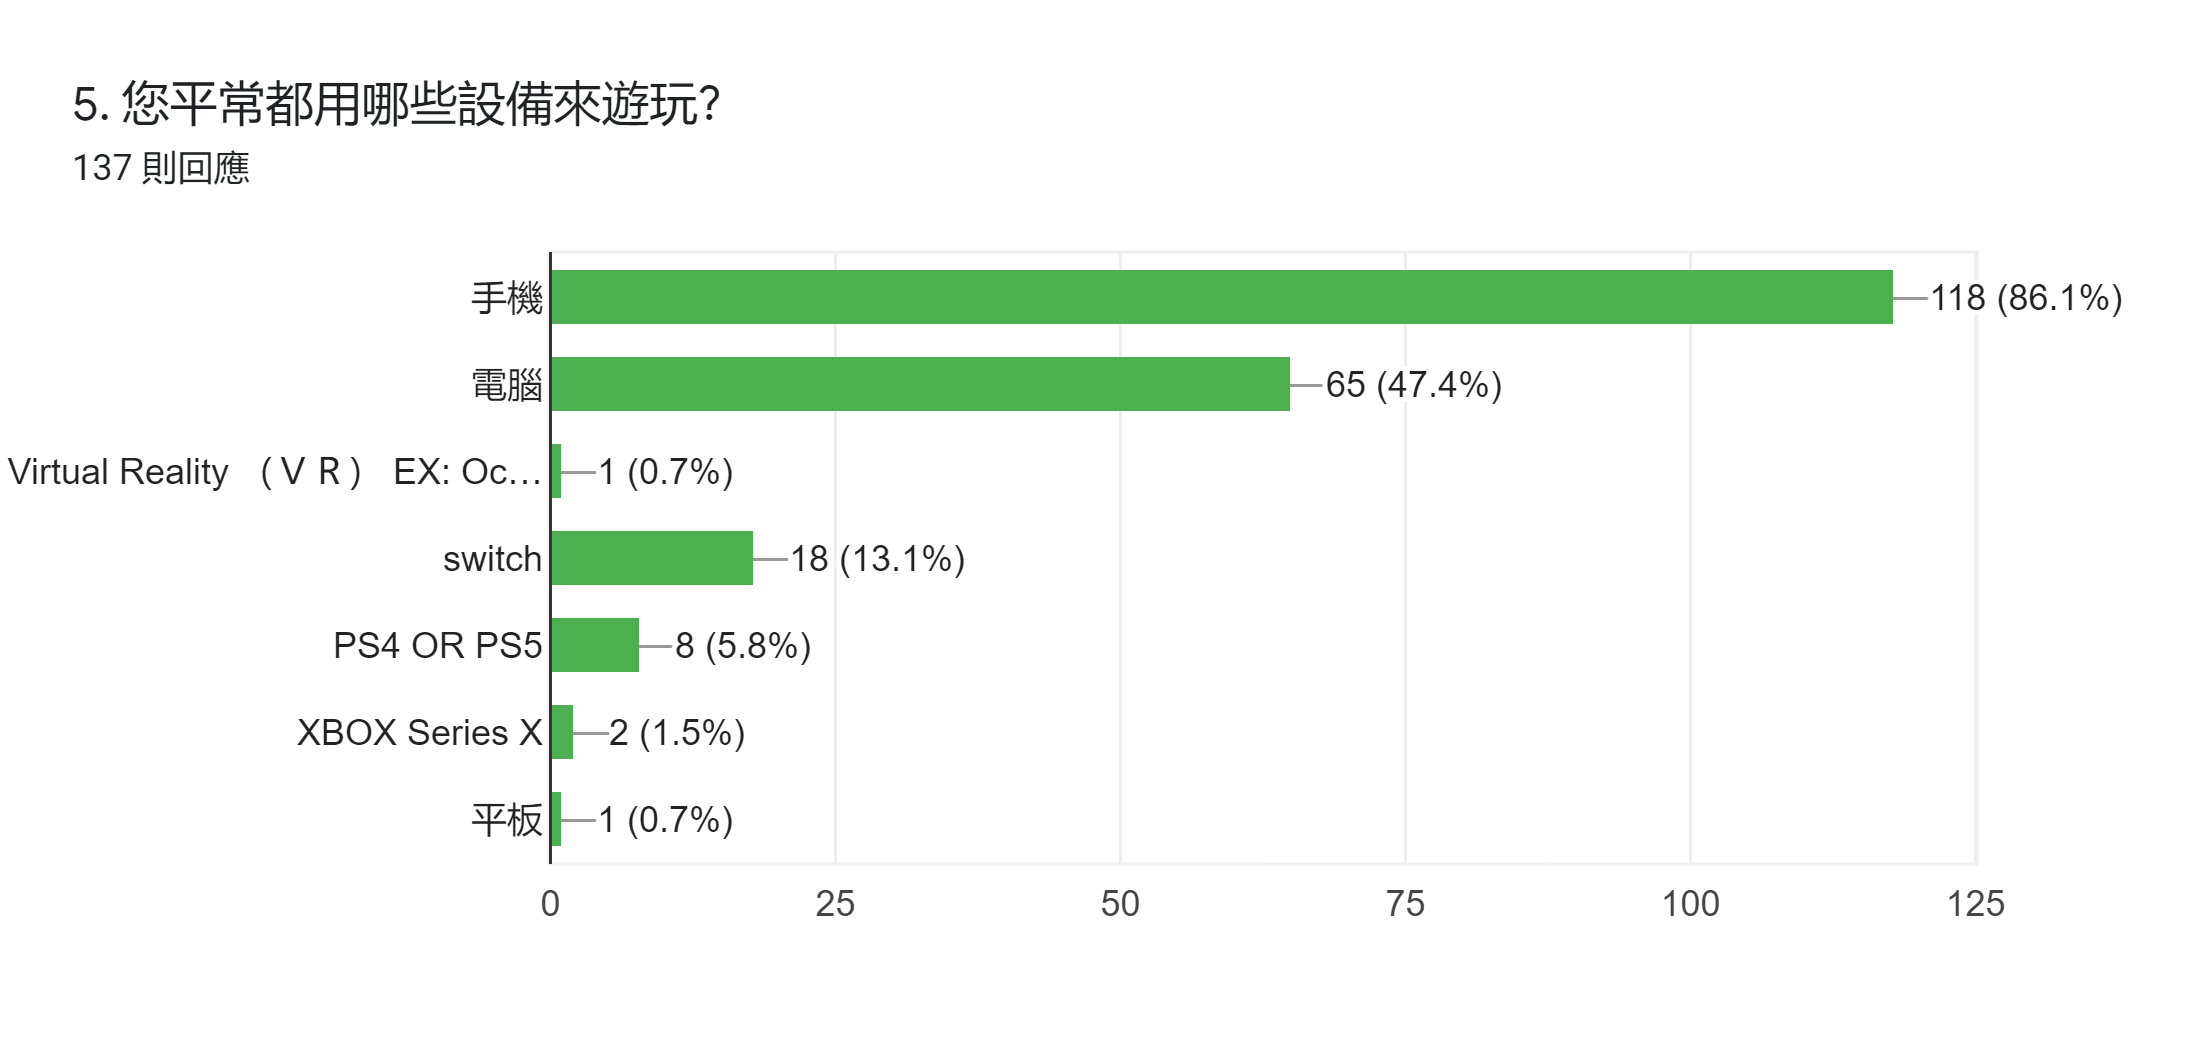 5. 您平常都用哪些設備來遊玩?
137 則回應
手機 118 (86.1%)
電腦 65 (47.4%)
Virtual Reality （ＶＲ） EX: Oc… 1 (0.7%)
switch 18 (13.1%)
PS4 OR PS5 8 (5.8%)
XBOX Series X 2 (1.5%)
平板 1 (0.7%)
0 25 50 75 100 125